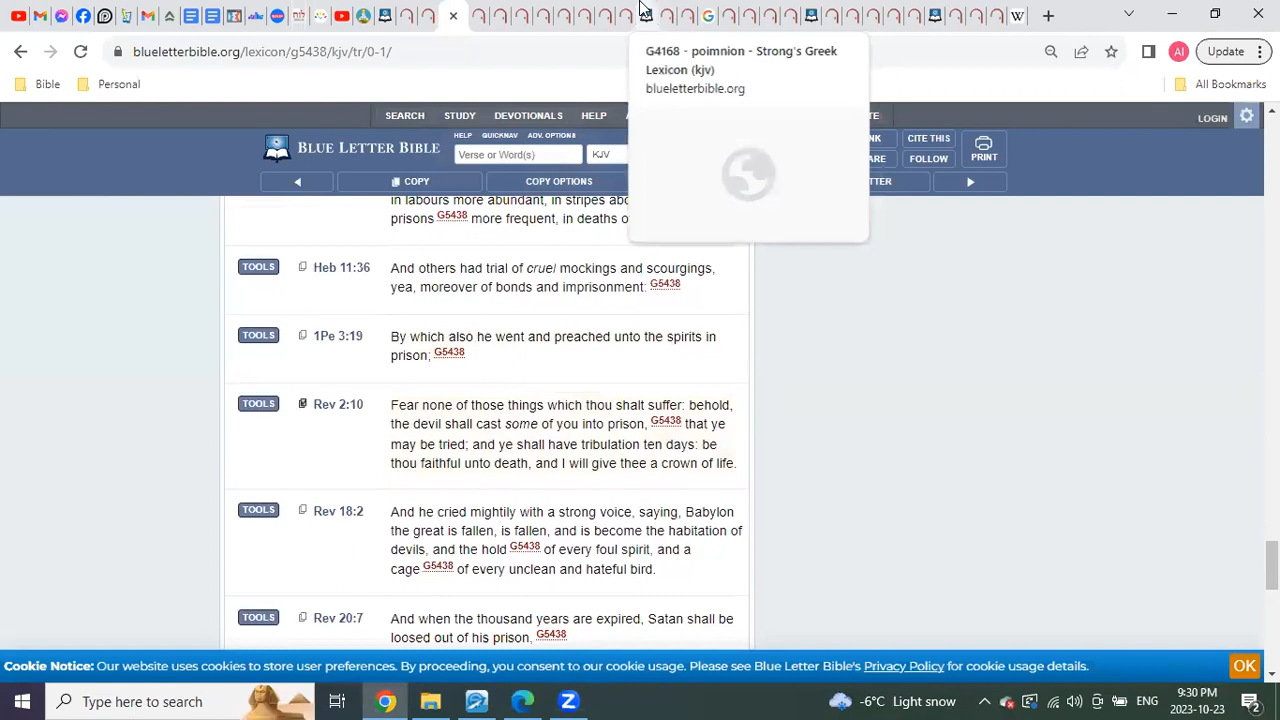 blueletterbible.org/lexicon/g5438/kjv/tr/0-1/
AI
Update
Bible
Personal
All Bookmarks
G4168 - poimnion - Strong's Greek
Lexicon (kjv)
blueletterbible.org
SEARCH STUDY DEVOTIONALS HELP
LOGIN
BLUE LETTER BIBLE
HELP QUICKNAV ADV. OPTIONS
Verse or Word(s)
KJV
CITE THIS
FOLLOW
PRINT
COPY
COPY OPTIONS
in labours more abundant, in stripes
prisons G5438 more frequent, in deaths
TOOLS Heb 11:36 And others had trial of cruel mockings and scourgings,
yea, moreover of bonds and imprisonment: G5438
TOOLS 1Pe 3:19 By which also he went and preached unto the spirits in
prison; G5438
TOOLS Rev 2:10 Fear none of those things which thou shalt suffer: behold,
the devil shall cast some of you into prison, G5438 that ye
may be tried; and ye shall have tribulation ten days: be
thou faithful unto death, and I will give thee a crown of life.
TOOLS Rev 18:2 And he cried mightily with a strong voice, saying, Babylon
the great is fallen, is fallen, and is become the habitation of
devils, and the hold G5438 of every foul spirit, and a
cage G5438 of every unclean and hateful bird.
TOOLS Rev 20:7 And when the thousand years are expired, Satan shall be
loosed out of his prison, G5438
Cookie Notice: Our website uses cookies to store user preferences. By proceeding, you consent to our cookie usage. Please see Blue Letter Bible's Privacy Policy for cookie usage details.
OK
Type here to search
-6°C Light snow
ENG
9:30 PM
2023-10-23
2